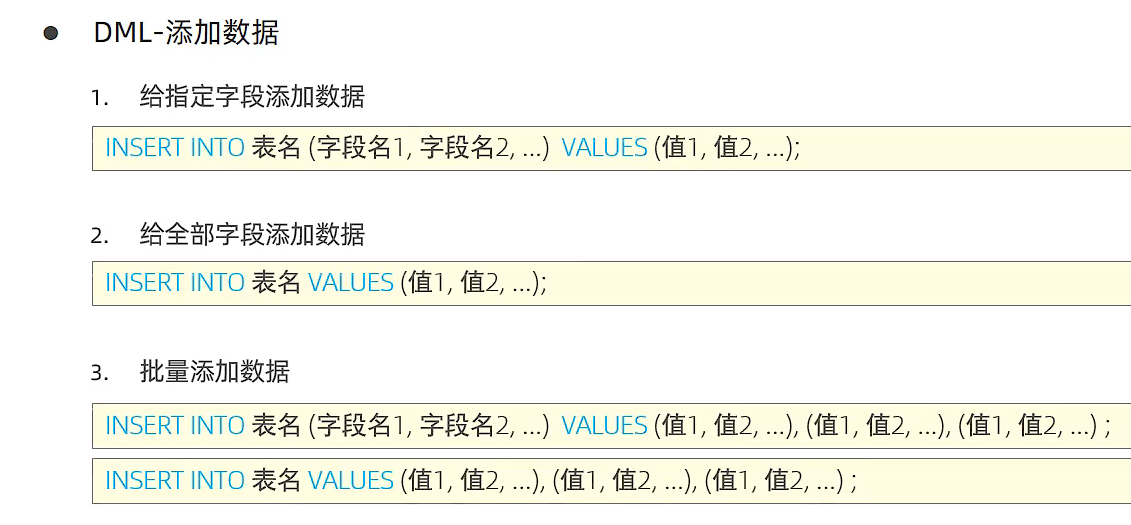 ● DML-添加数据
1. 给指定字段添加数据
INSERT INTO 表名 (字段名1, 字段名2, ...) VALUES (值1, 值2, ...);
2. 给全部字段添加数据
INSERT INTO 表名 VALUES (值1, 值2, ...);
3. 批量添加数据
INSERT INTO 表名 (字段名1, 字段名2, ...) VALUES (值1, 值2, ...), (值1, 值2, ...), (值1, 值2, ...) ;
INSERT INTO 表名 VALUES (值1, 值2, ...), (值1, 值2, ...), (值1, 值2, ...) ;